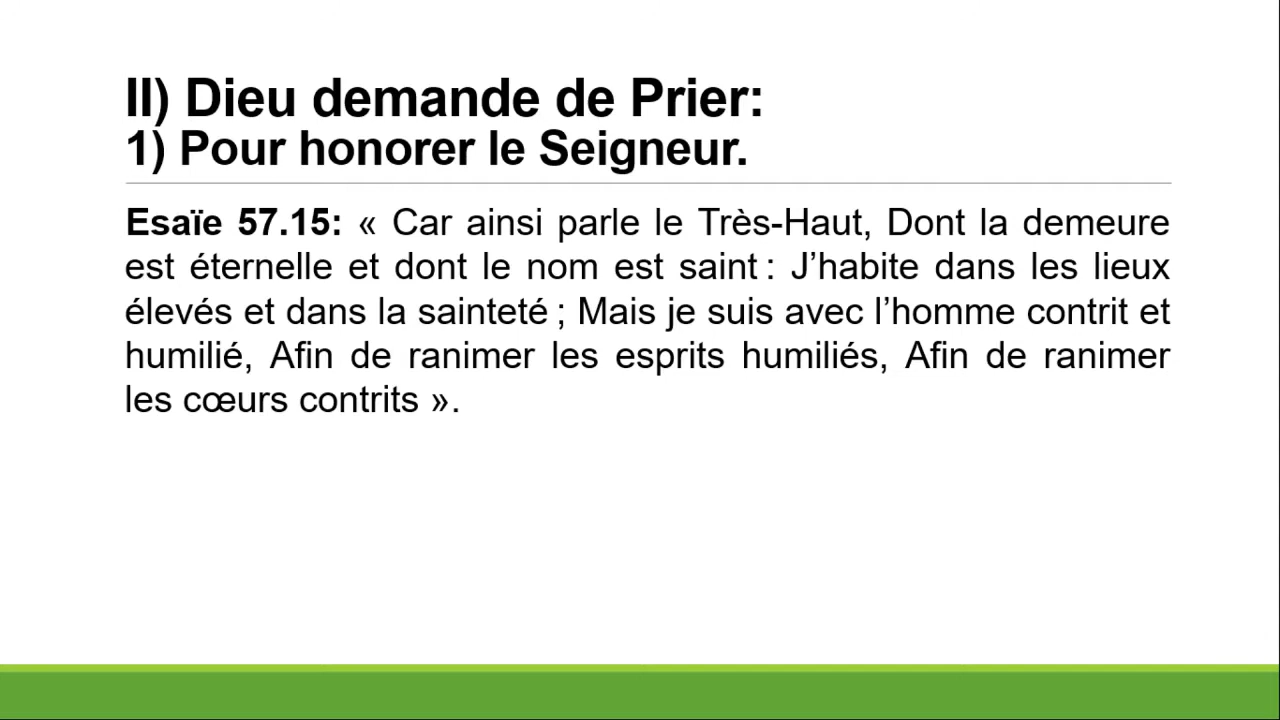 II) Dieu demande de Prier:
1) Pour honorer le Seigneur.
Esaïe 57.15: « Car ainsi parle le Très-Haut, Dont la demeure
est éternelle et dont le nom est saint : J’habite dans les lieux
élevés et dans la sainteté ; Mais je suis avec l’homme contrit et
humilié, Afin de ranimer les esprits humiliés, Afin de ranimer
les cœurs contrits ».